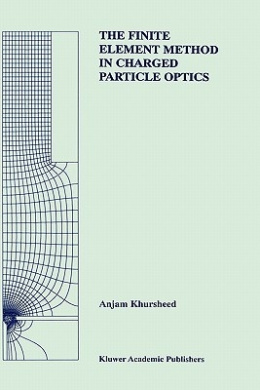 THE FINITE
ELEMENT METHOD
IN CHARGED
PARTICLE OPTICS
Anjam Khursheed
Kluwer Academic Publishers